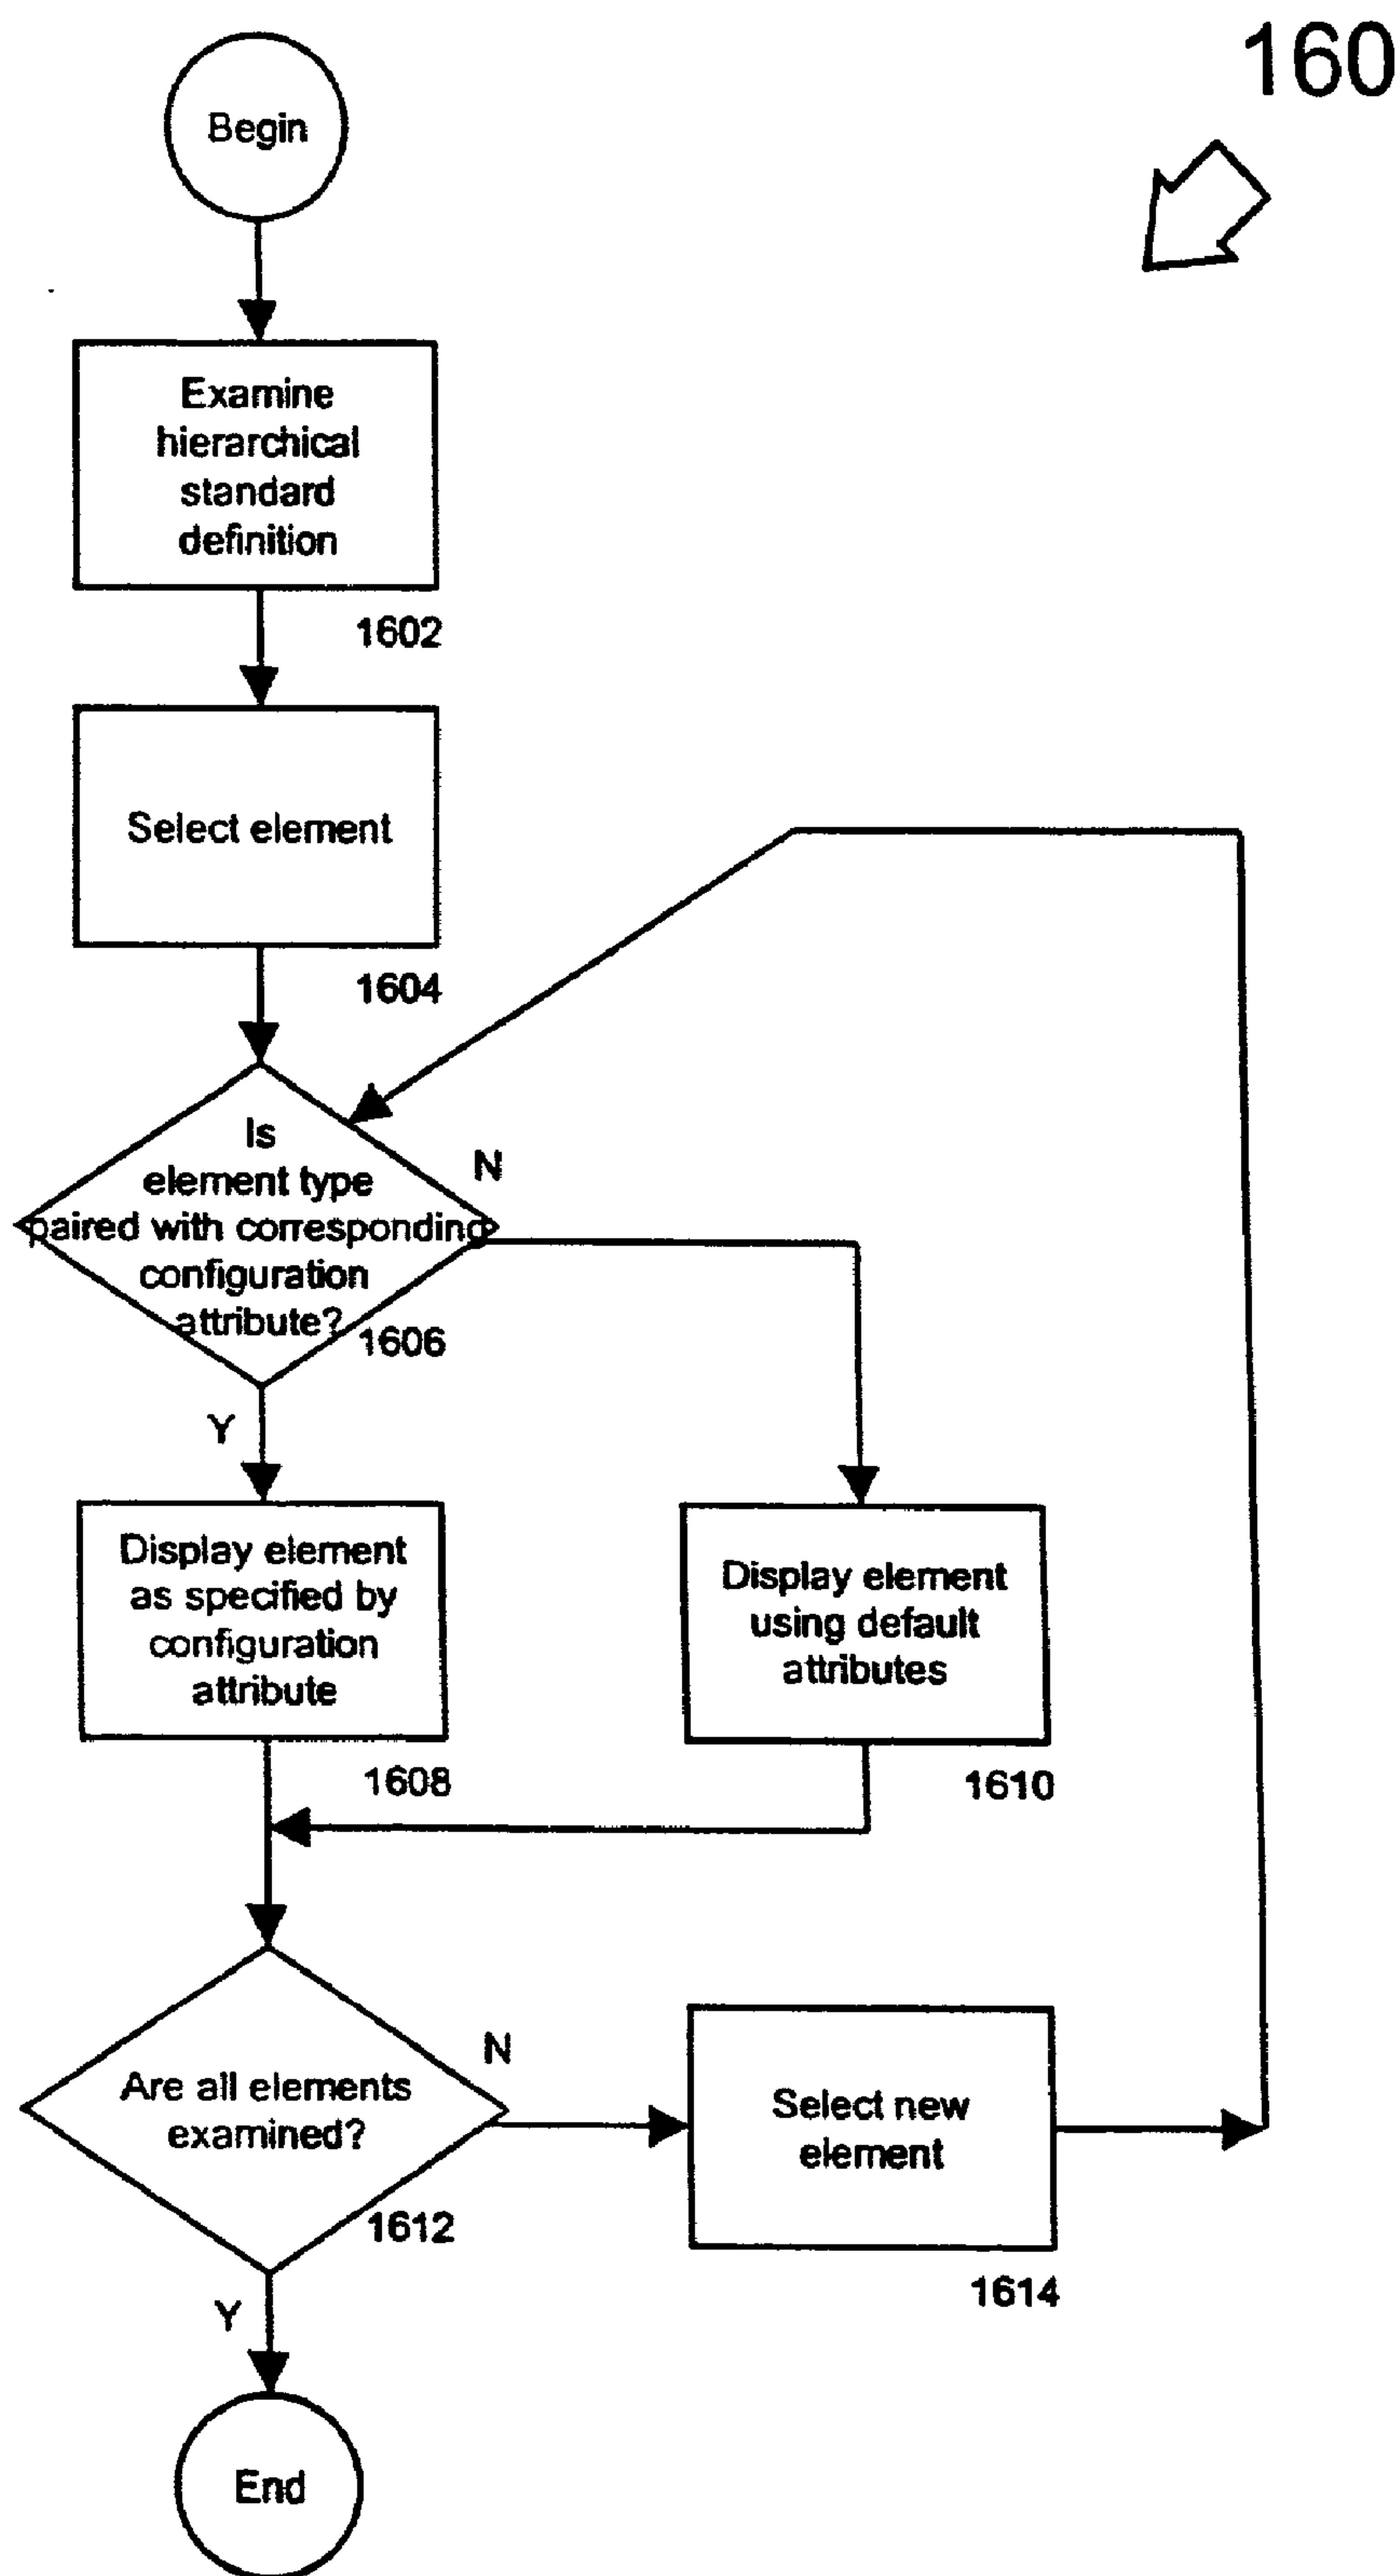 160
Begin
Examine
hierarchical
standard
definition
1602
Select element
1604
Is
element type
paired with corresponding
configuration
attribute?
1606
N
Y
Display element
as specified by
configuration
attribute
1608
Display element
using default
attributes
1610
Are all elements
examined?
1612
N
Select new
element
1614
Y
End